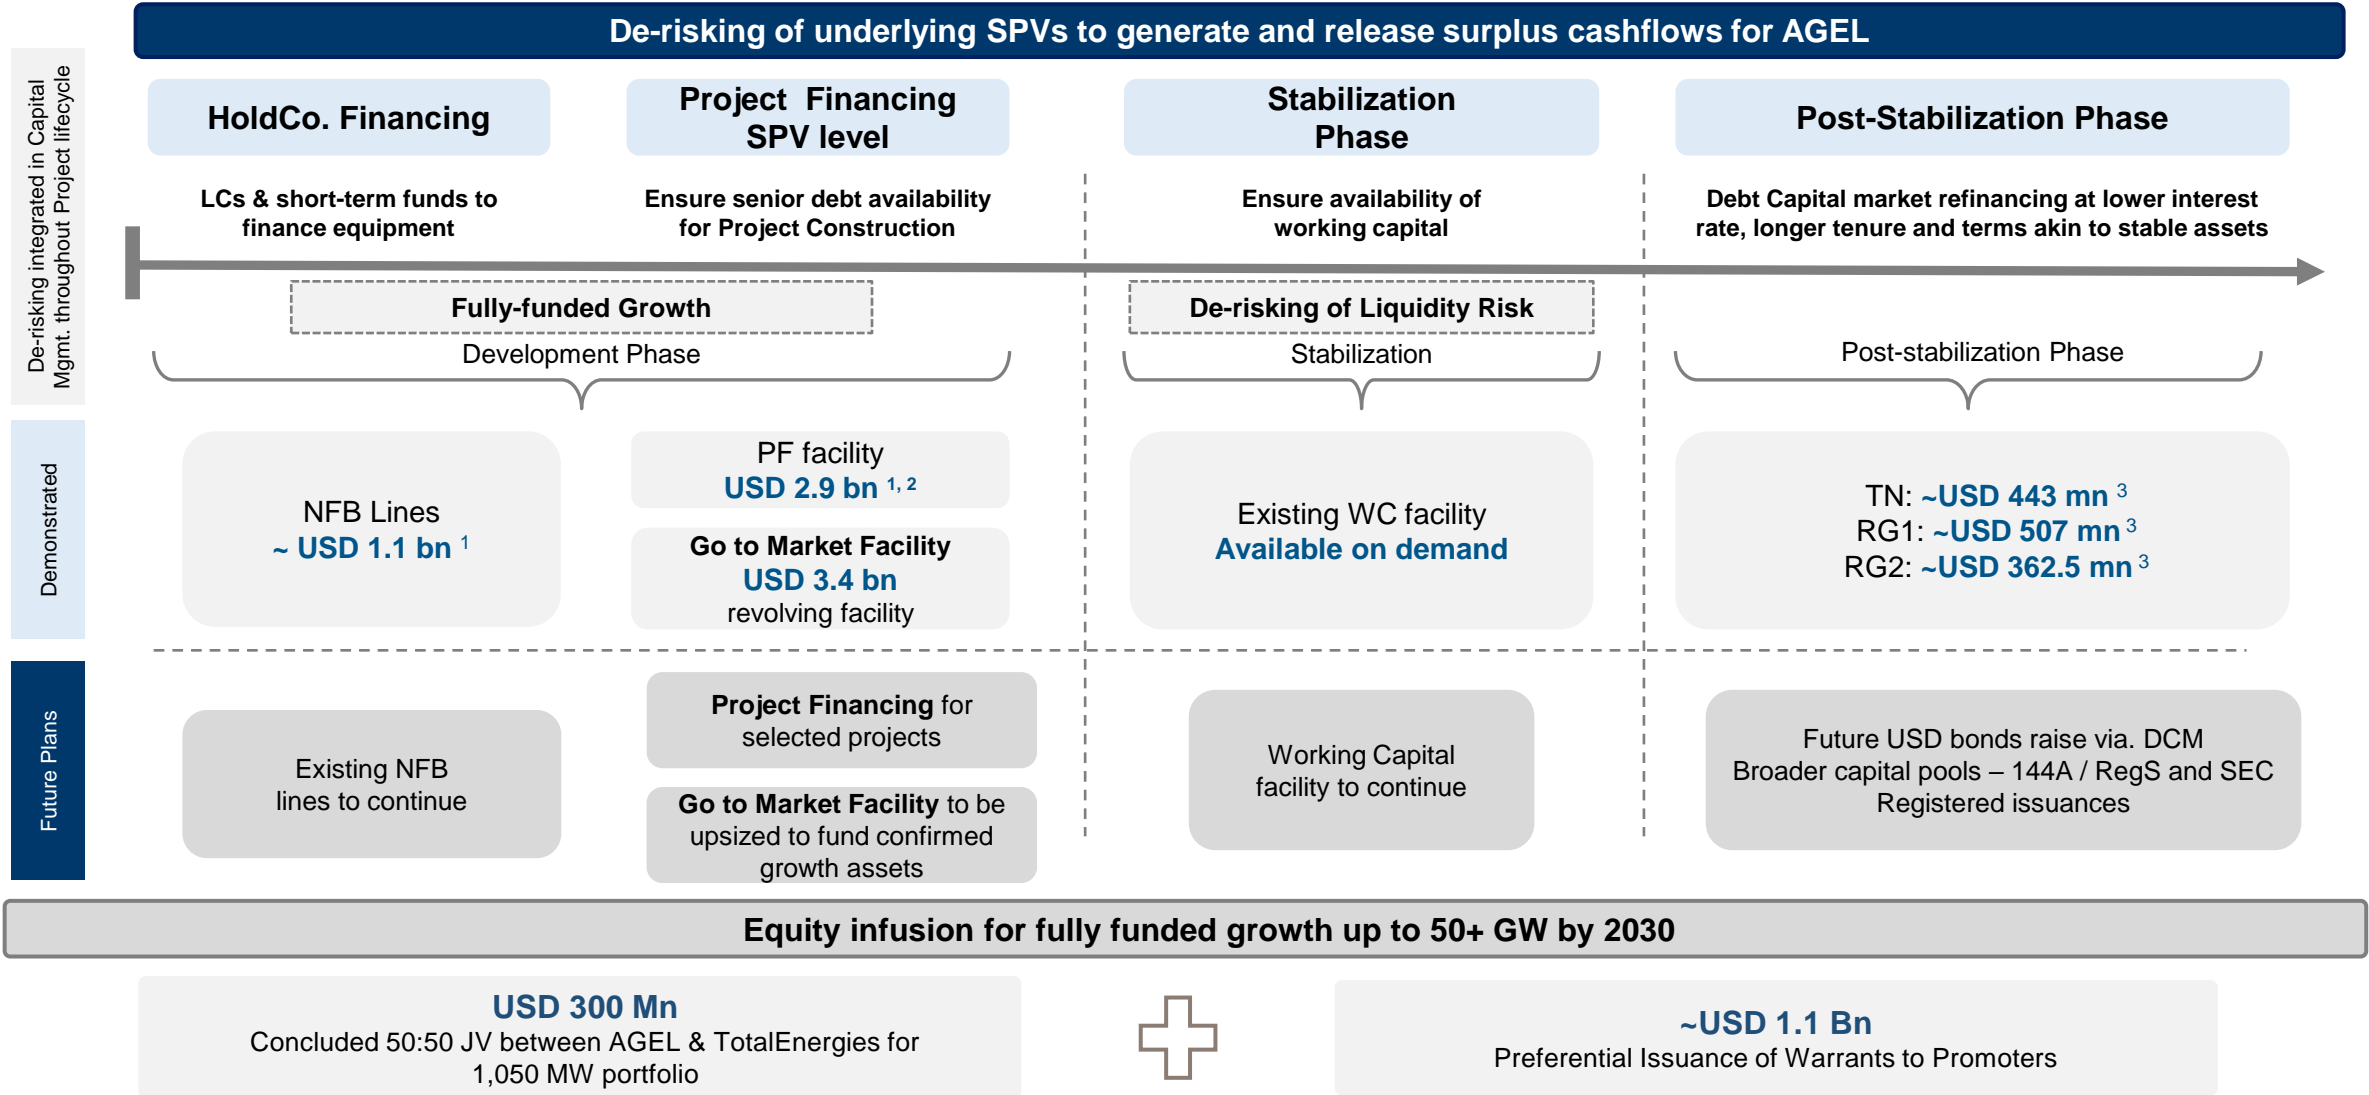 De-risking of underlying SPVs to generate and release surplus cashflows for AGEL
De-risking integrated in Capital
Mgmt. throughout Project lifecycle
HoldCo. Financing
Project Financing
SPV level
Stabilization
Phase
Post-Stabilization Phase
LCs & short-term funds to
finance equipment
Ensure senior debt availability
for Project Construction
Ensure availability of
working capital
Debt Capital market refinancing at lower interest
rate, longer tenure and terms akin to stable assets
Fully-funded Growth
De-risking of Liquidity Risk
Development Phase
Stabilization
Post-stabilization Phase
Demonstrated
NFB Lines
~ USD 1.1 bn 1
PF facility
USD 2.9 bn 1, 2
Go to Market Facility
USD 3.4 bn
revolving facility
Existing WC facility
Available on demand
TN: ~USD 443 mn 3
RG1: ~USD 507 mn 3
RG2: ~USD 362.5 mn 3
Future Plans
Existing NFB
lines to continue
Project Financing for
selected projects
Go to Market Facility to be
upsized to fund confirmed
growth assets
Working Capital
facility to continue
Future USD bonds raise via. DCM
Broader capital pools – 144A / RegS and SEC
Registered issuances
Equity infusion for fully funded growth up to 50+ GW by 2030
USD 300 Mn
Concluded 50:50 JV between AGEL & TotalEnergies for
1,050 MW portfolio
~USD 1.1 Bn
Preferential Issuance of Warrants to Promoters